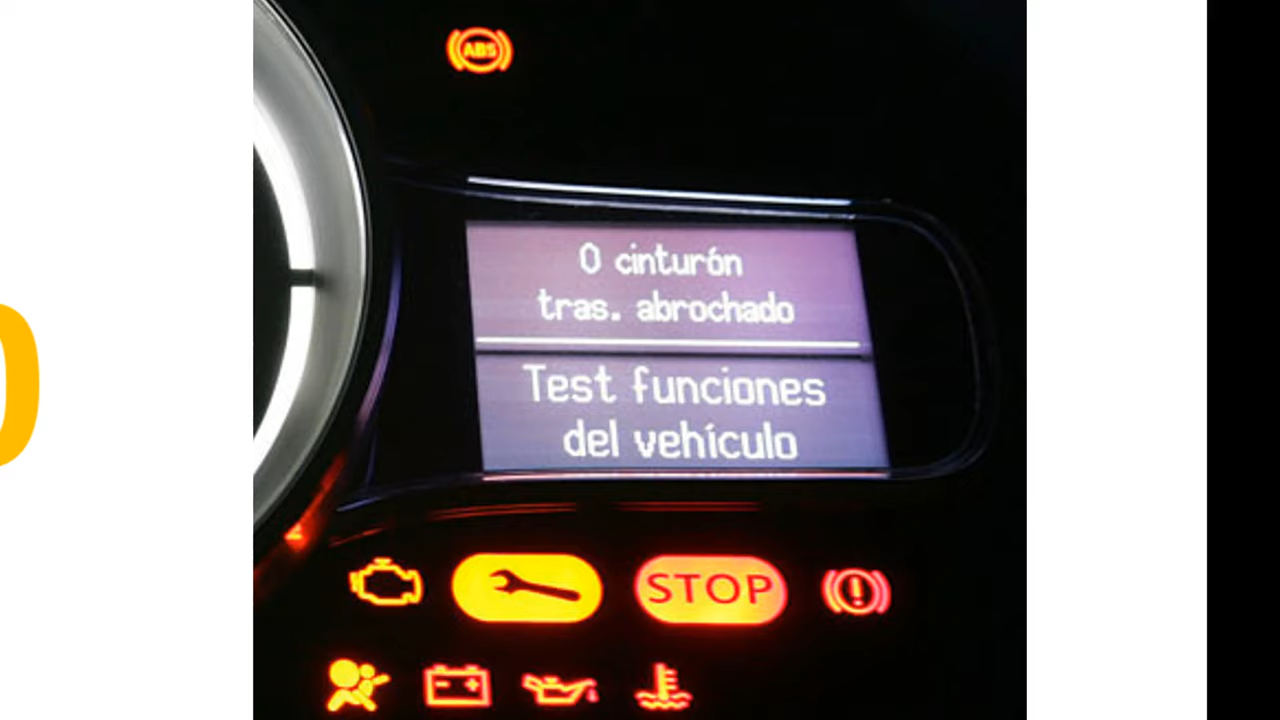 ABS
0 cinturón
tras. abrochado
Test funciones
del vehículo
STOP